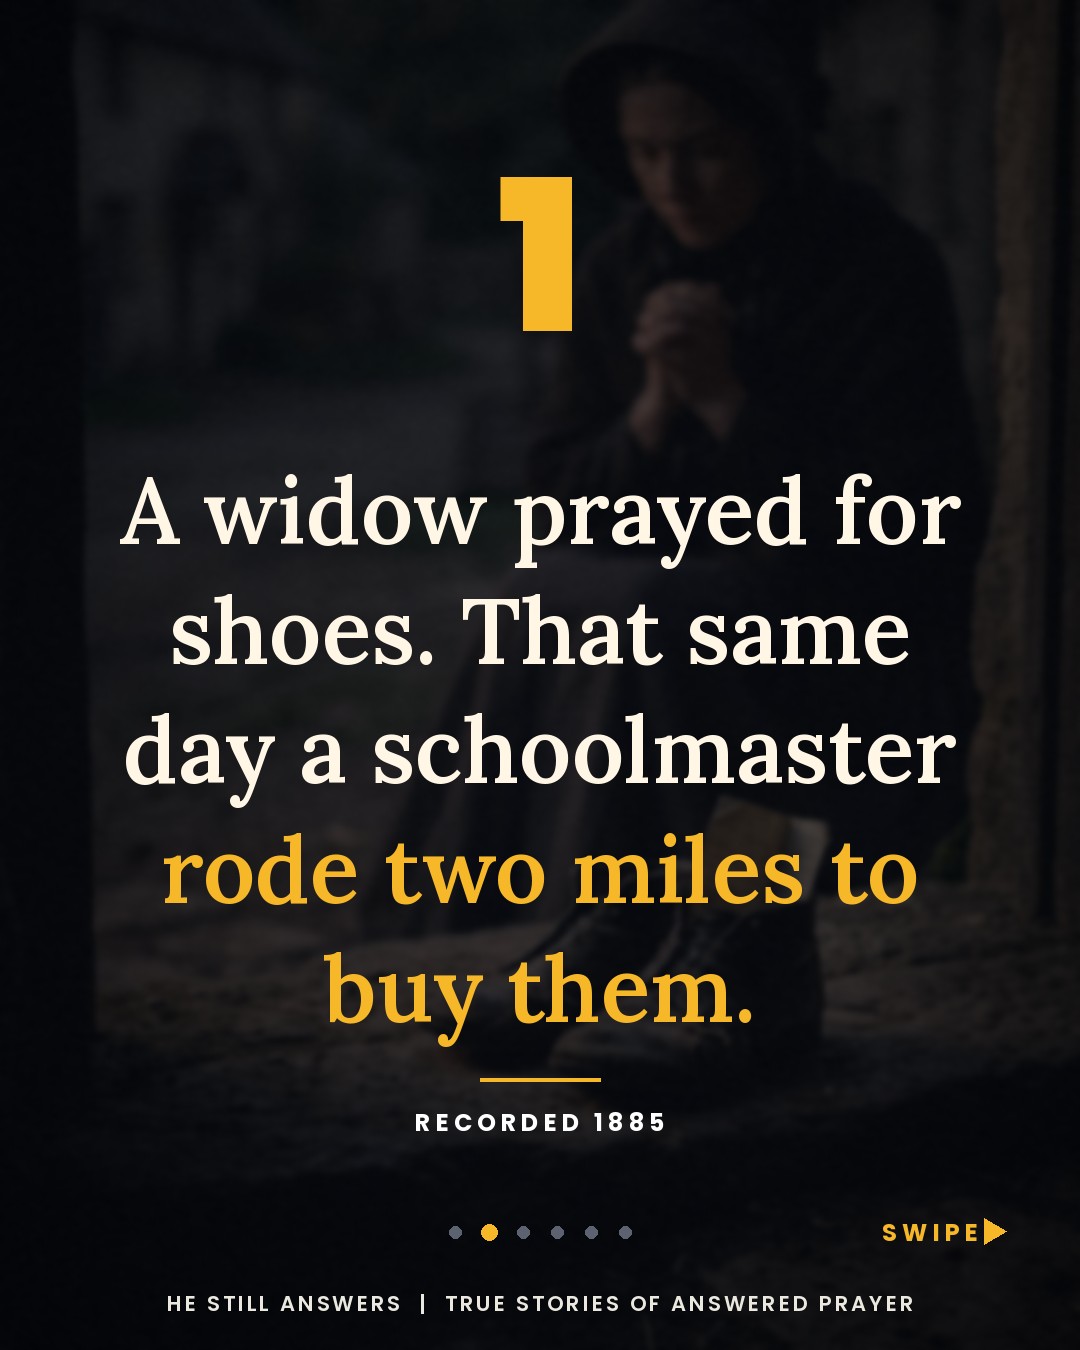 1
A widow prayed for
shoes. That same
day a schoolmaster
rode two miles to
buy them.
RECORDED 1885
SWIPE
HE STILL ANSWERS | TRUE STORIES OF ANSWERED PRAYER